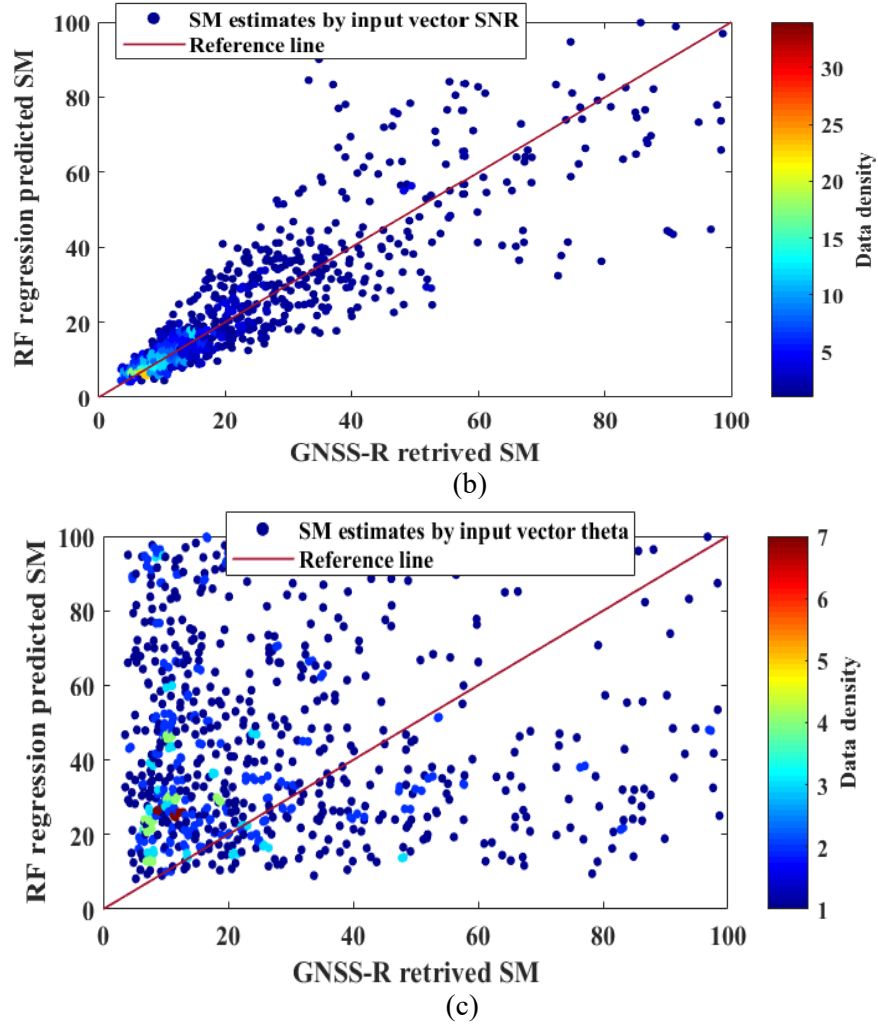 SM estimates by input vector SNR
Reference line
RF regression predicted SM
100
80
60
40
20
0
0 20 40 60 80 100
GNSS-R retrived SM
30
25
20
15
10
5
Data density
(b)
SM estimates by input vector theta
Reference line
RF regression predicted SM
100
80
60
40
20
0
0 20 40 60 80 100
GNSS-R retrived SM
7
6
5
4
3
2
1
Data density
(c)